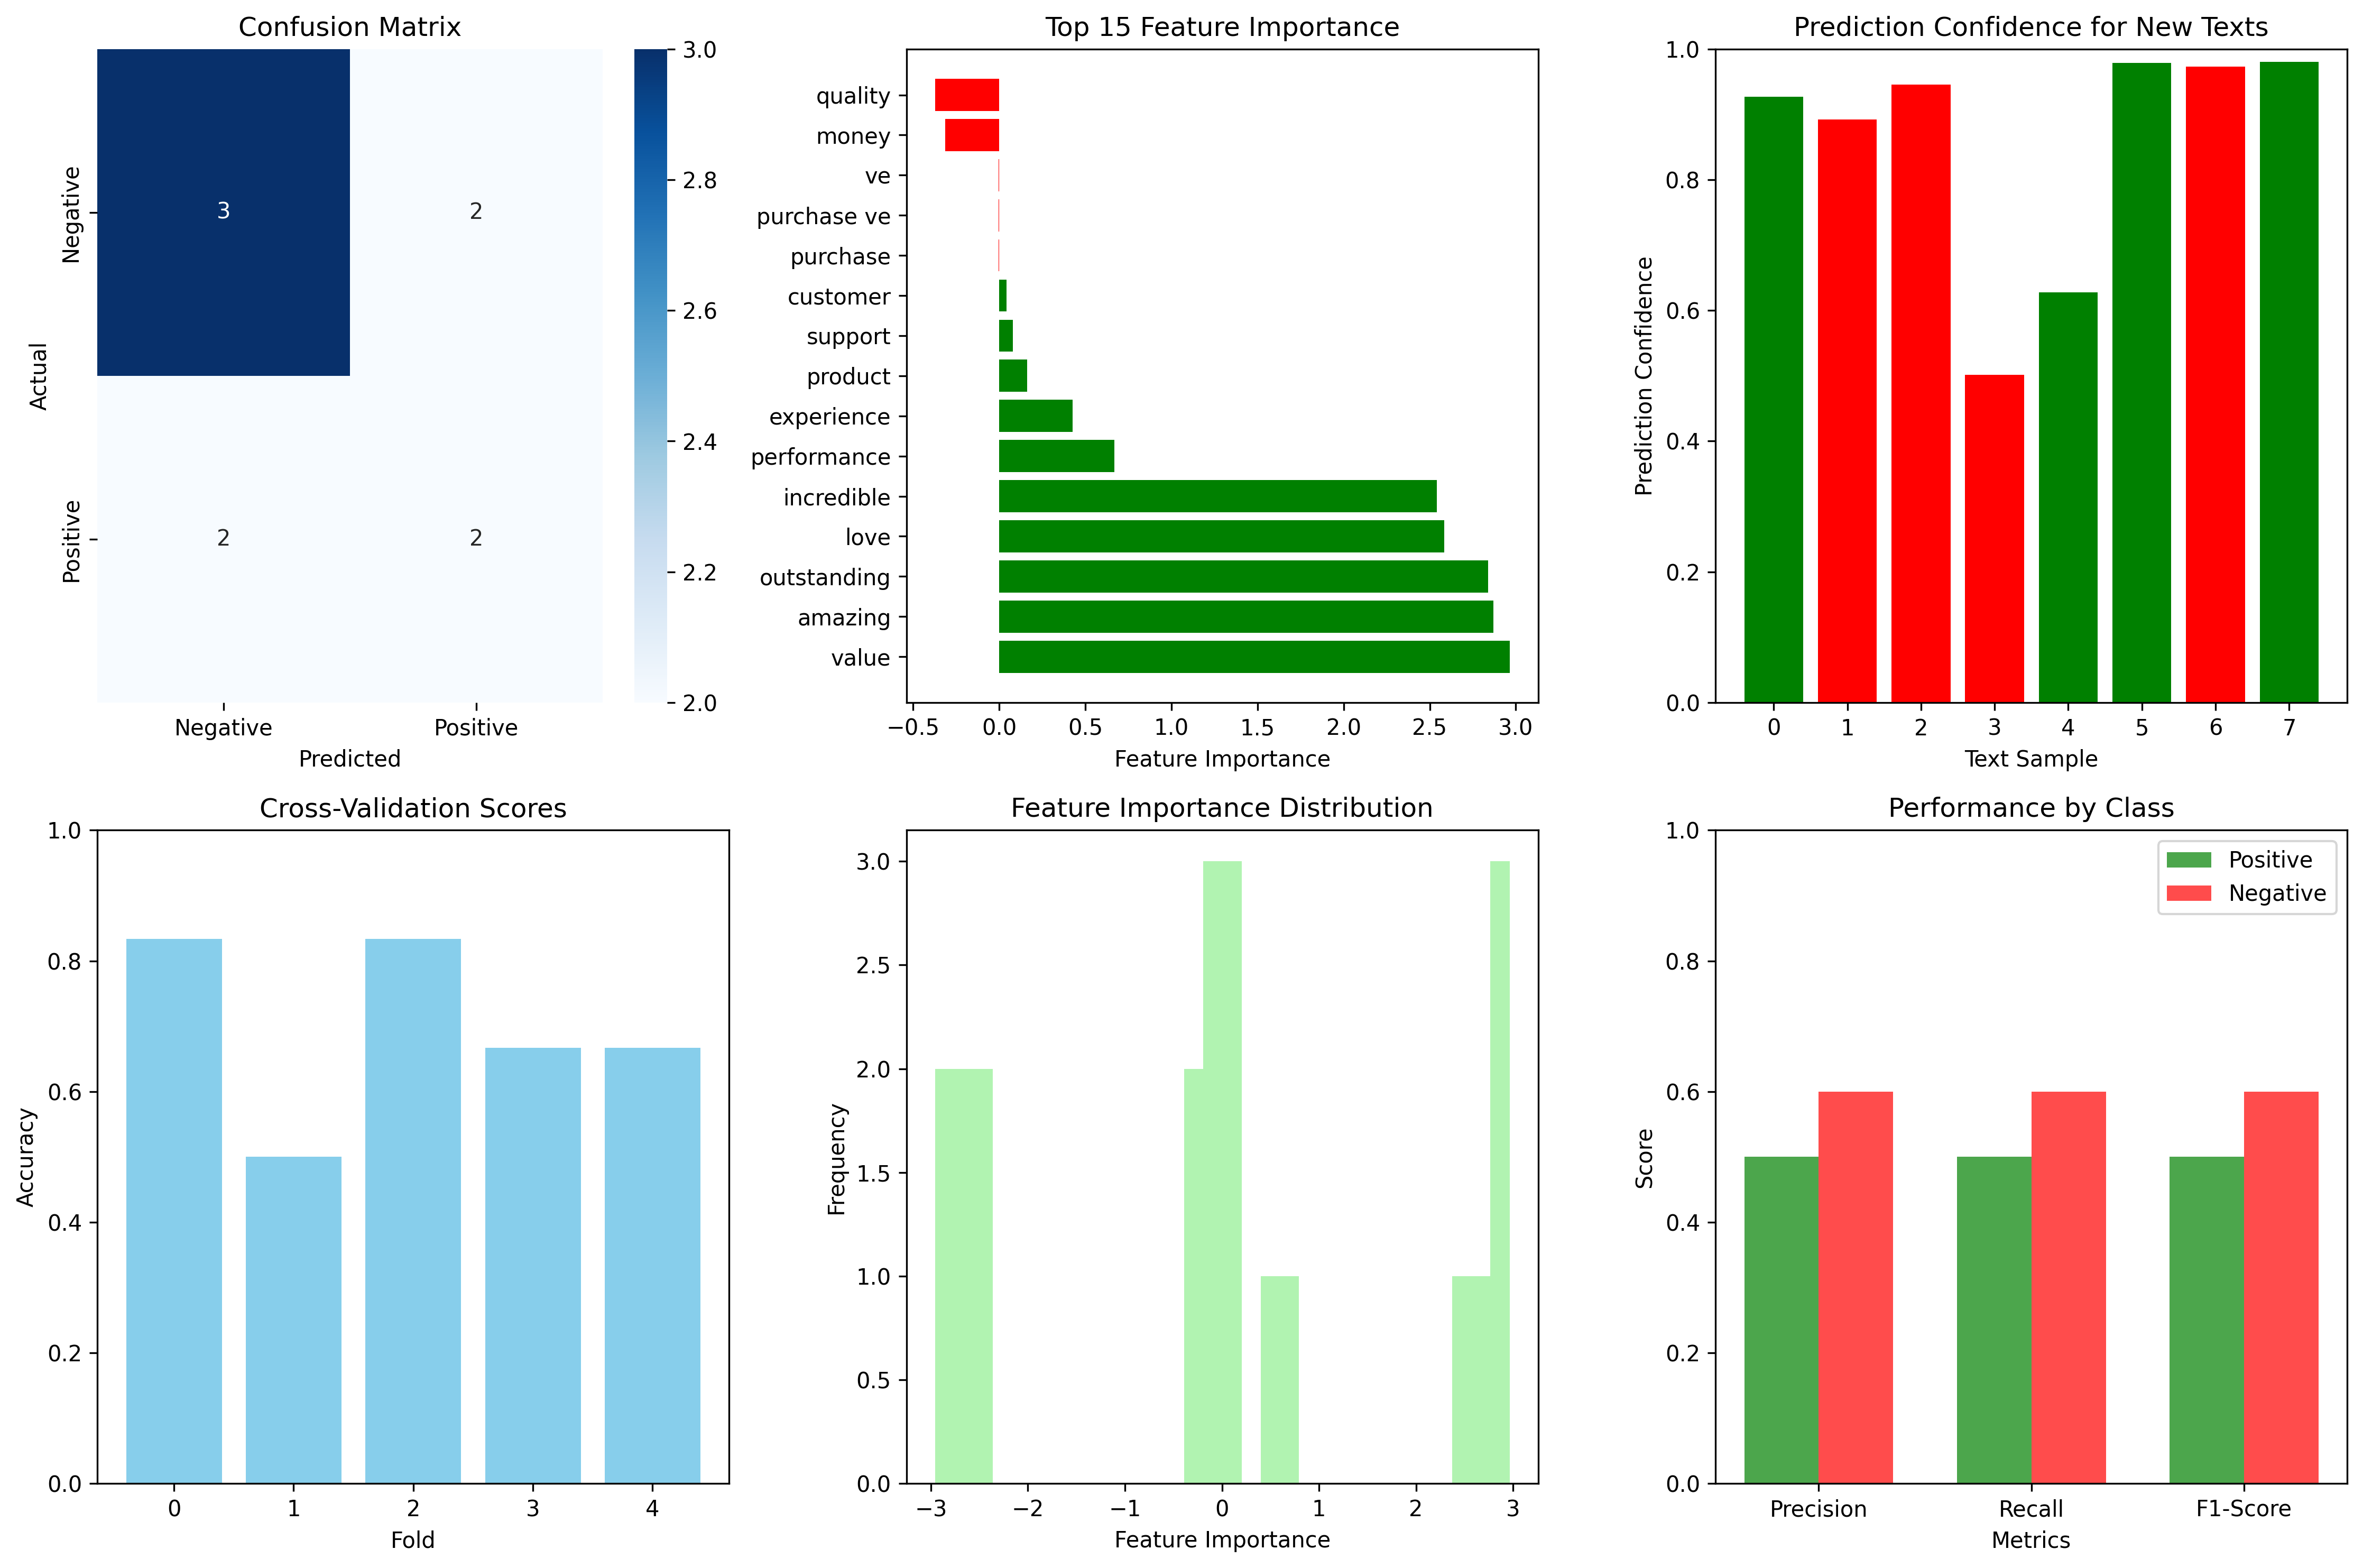 Confusion Matrix
Negative
Positive
Actual
3
2
2
2
Negative
Positive
Predicted
3.0
2.8
2.6
2.4
2.2
2.0
Top 15 Feature Importance
quality
money
ve
purchase ve
purchase
customer
support
product
experience
performance
incredible
love
outstanding
amazing
value
−0.5 0.0 0.5 1.0 1.5 2.0 2.5 3.0
Feature Importance
Prediction Confidence for New Texts
Prediction Confidence
1.0
0.8
0.6
0.4
0.2
0.0
0 1 2 3 4 5 6 7
Text Sample
Cross-Validation Scores
Accuracy
1.0
0.8
0.6
0.4
0.2
0.0
0 1 2 3 4
Fold
Feature Importance Distribution
Frequency
3.0
2.5
2.0
1.5
1.0
0.5
0.0
−3 −2 −1 0 1 2 3
Feature Importance
Performance by Class
Positive
Negative
Score
1.0
0.8
0.6
0.4
0.2
0.0
Precision Recall F1-Score
Metrics